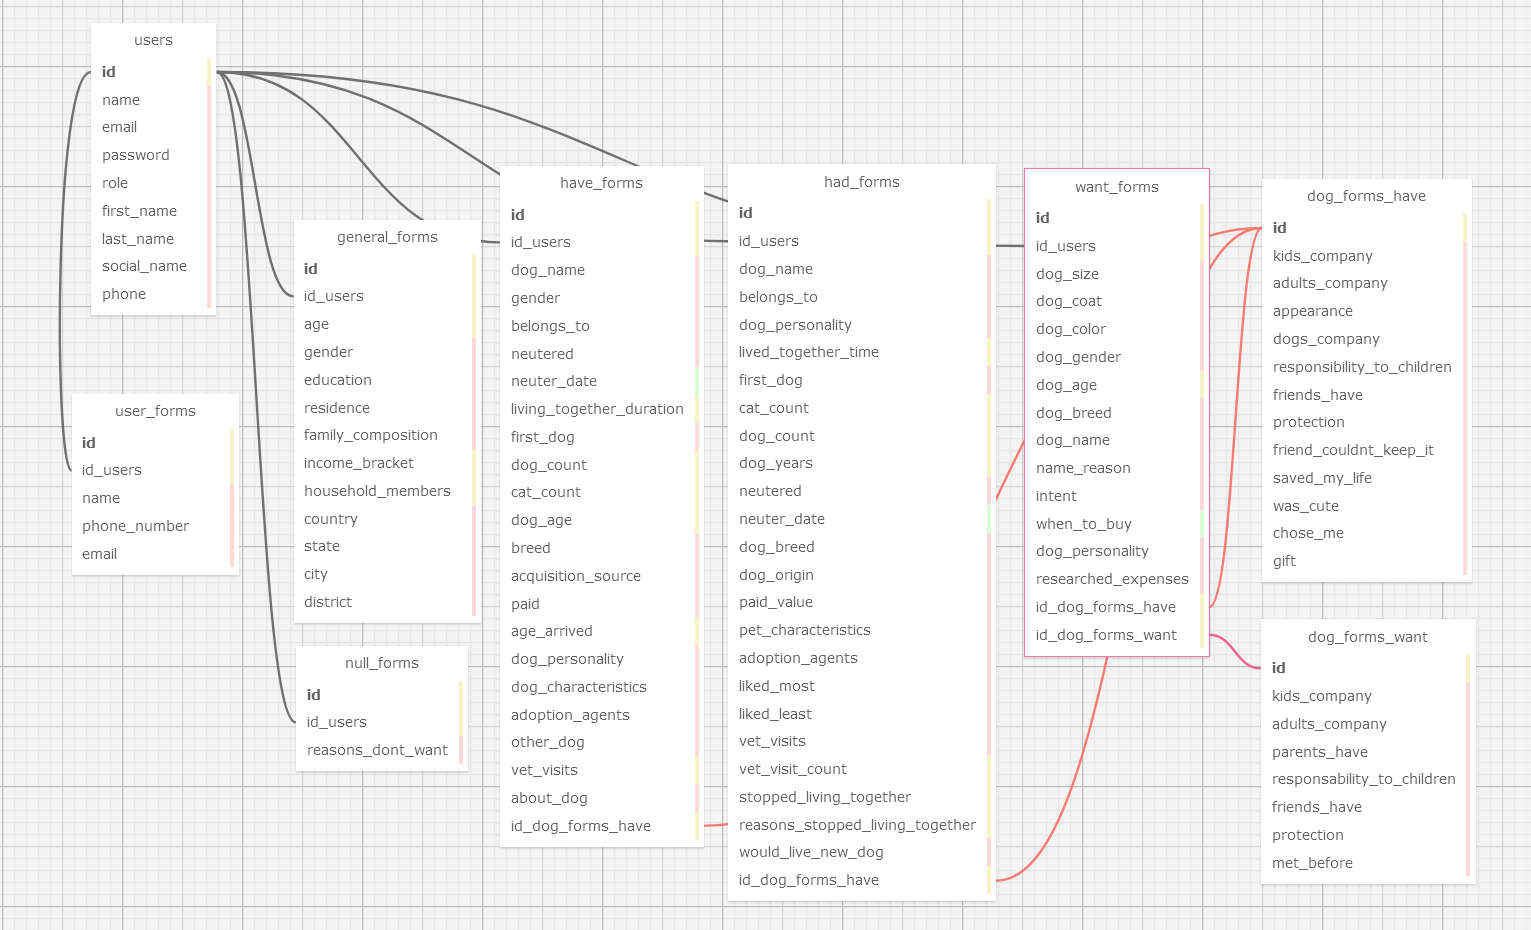 users
id
name
email
password
role
first_name
last_name
social_name
phone
user_forms
id
id_users
name
phone_number
email
general_forms
id
id_users
age
gender
education
residence
family_composition
income_bracket
household_members
country
state
city
district
null_forms
id
id_users
reasons_dont_want
have_forms
id
id_users
dog_name
gender
belongs_to
neutered
neuter_date
living_together_duration
first_dog
dog_count
cat_count
dog_age
breed
acquisition_source
paid
age_arrived
dog_personality
dog_characteristics
adoption_agents
other_dog
vet_visits
about_dog
id_dog_forms_have
had_forms
id
id_users
dog_name
belongs_to
dog_personality
lived_together_time
first_dog
cat_count
dog_count
dog_years
neutered
neuter_date
dog_breed
dog_origin
paid_value
pet_characteristics
adoption_agents
liked_most
liked_least
vet_visits
vet_visit_count
stopped_living_together
reasons_stopped_living_together
would_live_new_dog
id_dog_forms_have
want_forms
id
id_users
dog_size
dog_coat
dog_color
dog_gender
dog_age
dog_breed
dog_name
name_reason
intent
when_to_buy
dog_personality
researched_expenses
id_dog_forms_have
id_dog_forms_want
dog_forms_have
id
kids_company
adults_company
appearance
dogs_company
responsibility_to_children
friends_have
protection
friend_couldnt_keep_it
saved_my_life
was_cute
chose_me
gift
dog_forms_want
id
kids_company
adults_company
parents_have
responsability_to_children
friends_have
protection
met_before